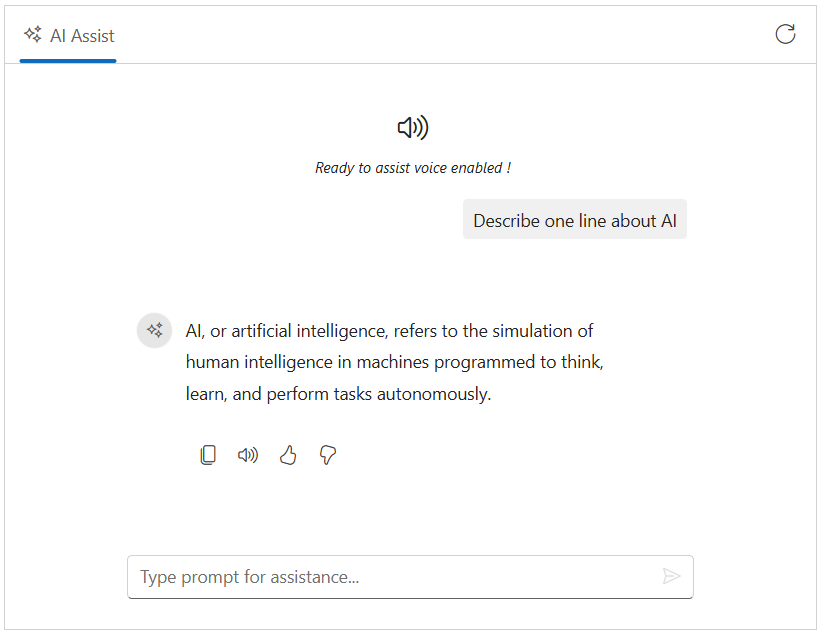 AI Assist
Ready to assist voice enabled !
Describe one line about AI
AI, or artificial intelligence, refers to the simulation of
human intelligence in machines programmed to think,
learn, and perform tasks autonomously.
Type prompt for assistance...